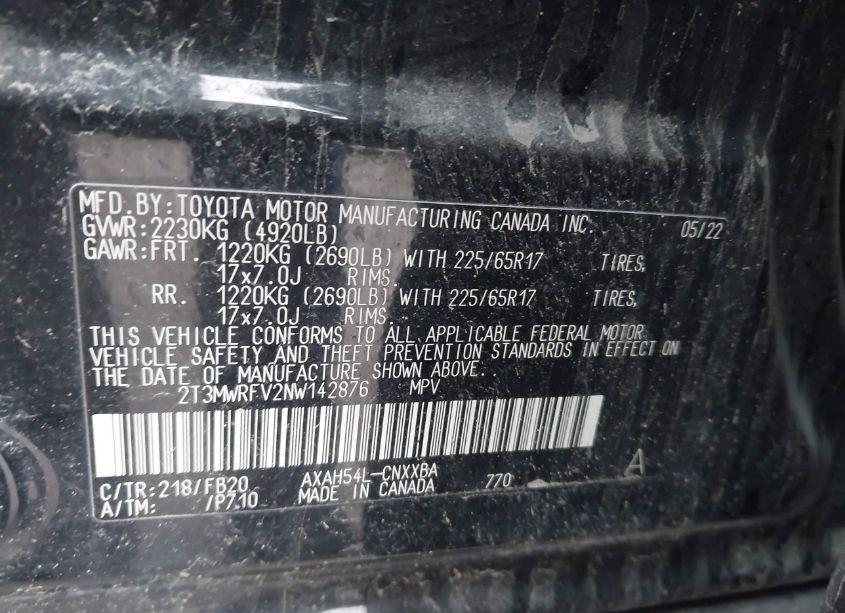 MFD. BY:TOYOTA MOTOR MANUFACTURING CANADA INC. 05/22
GVWR:2230KG (4920LB)
GAWR:FRT. 1220KG (2690LB) WITH 225/65R17 TIRES,
17x7.0J RIMS.
RR. 1220KG (2690LB) WITH 225/65R17 TIRES,
17x7.0J RIMS.
THIS VEHICLE CONFORMS TO ALL APPLICABLE FEDERAL MOTOR
VEHICLE SAFETY AND THEFT PREVENTION STANDARDS IN EFFECT ON
THE DATE OF MANUFACTURE SHOWN ABOVE.
2T3MWRFV2NW142876 MPV
C/TR:218/FB20 AXAH54L-CNXXBA 770 A
A/TM: /P710 MADE IN CANADA